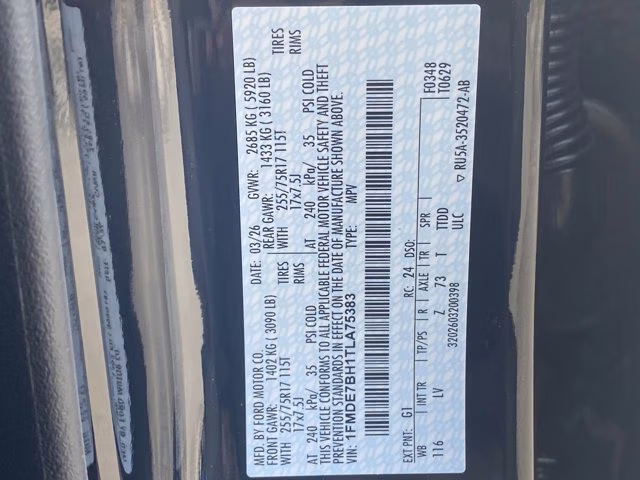 MFD. BY FORD MOTOR CO. DATE: 03/26 GVWR: 2685 KG ( 5920 LB)
FRONT GAWR: 1402 KG ( 3090 LB) REAR GAWR: 1433 KG ( 3160 LB)
WITH 255/75R17 115T TIRES WITH 255/75R17 115T TIRES
17x7.5J RIMS 17x7.5J RIMS
AT 240 kPa/ 35 PSI COLD AT 240 kPa/ 35 PSI COLD
THIS VEHICLE CONFORMS TO ALL APPLICABLE FEDERAL MOTOR VEHICLE SAFETY AND THEFT
PREVENTION STANDARDS IN EFFECT ON THE DATE OF MANUFACTURE SHOWN ABOVE.
VIN: 1FMDE7BH1TLA75383 TYPE: MPV
F0348
T0629
EXT PNT: G1 RC: 24 DSO:
WB INT TR TP/PS R AXLE TR SPR
116 LV Z 73 T TTDD
ULC
3202603200398
RU5A-3520472-AB